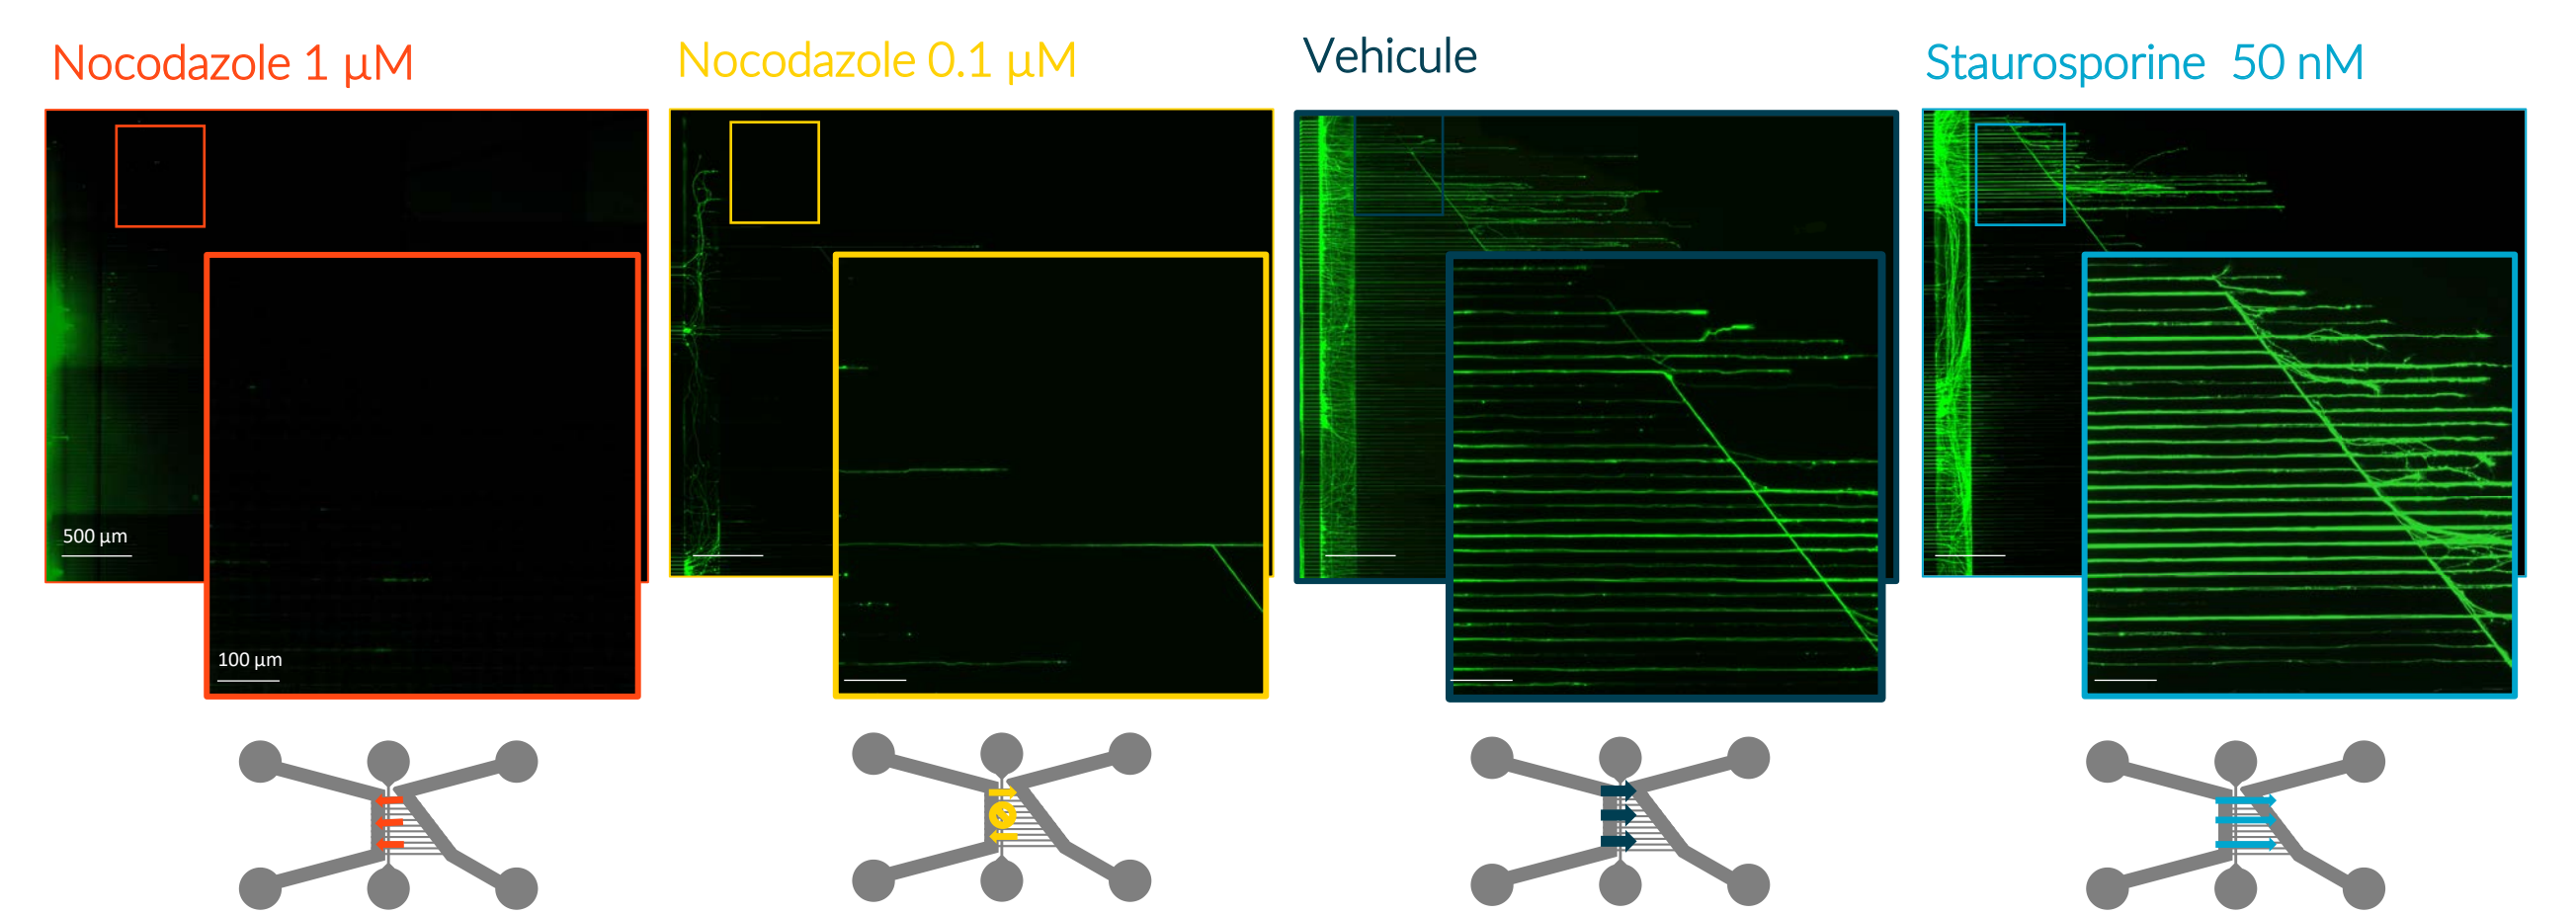 Nocodazole 1 µM
Nocodazole 0.1 µM
Vehicule
Staurosporine 50 nM
500 µm
100 µm